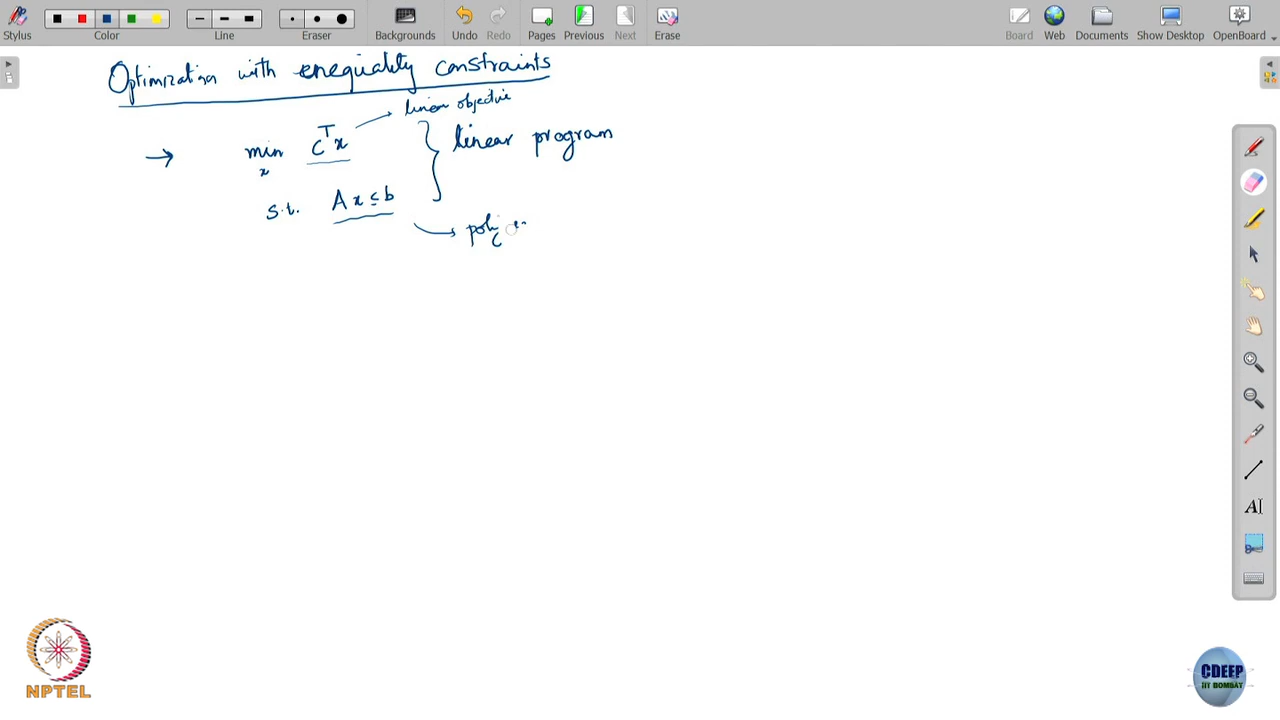 Stylus
Color
Line
Eraser
Backgrounds
Undo
Redo
Pages
Previous
Next
Erase
Board
Web
Documents
Show Desktop
OpenBoard
Optimization with enequality constraints
linear objective
→ min x C^T x } linear program
s.t. Ax ≤ b
NPTEL
CDEEP
IIT BOMBAY